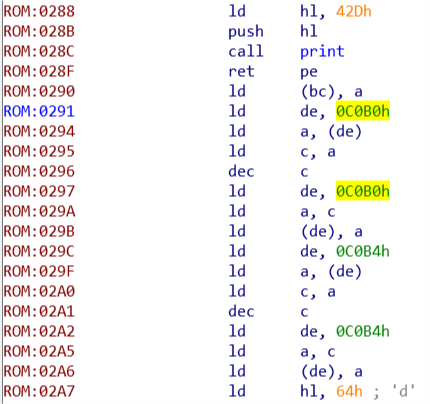 ROM:0288 ld hl, 42Dh
ROM:028B push hl
ROM:028C call print
ROM:028F ret pe
ROM:0290 ld (bc), a
ROM:0291 ld de, 0C0B0h
ROM:0294 ld a, (de)
ROM:0295 ld c, a
ROM:0296 dec c
ROM:0297 ld de, 0C0B0h
ROM:029A ld a, c
ROM:029B ld (de), a
ROM:029C ld de, 0C0B4h
ROM:029F ld a, (de)
ROM:02A0 ld c, a
ROM:02A1 dec c
ROM:02A2 ld de, 0C0B4h
ROM:02A5 ld a, c
ROM:02A6 ld (de), a
ROM:02A7 ld hl, 64h ; 'd'